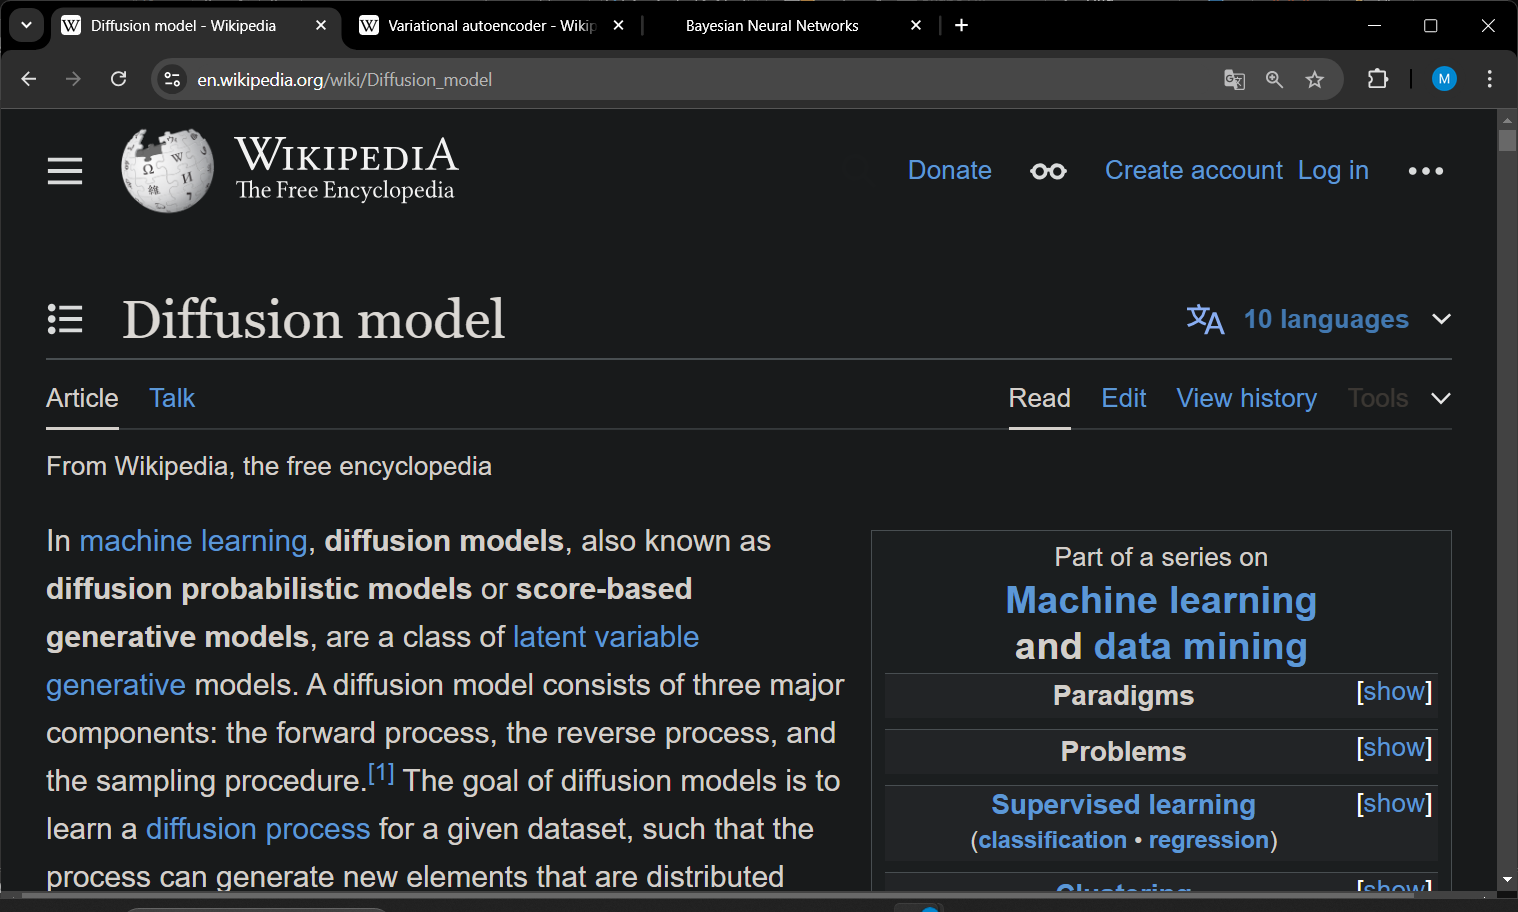 Diffusion model - Wikipedia
Variational autoencoder - Wikip
Bayesian Neural Networks
en.wikipedia.org/wiki/Diffusion_model
M
WIKIPEDIA
The Free Encyclopedia
Donate
Create account
Log in
Diffusion model
10 languages
Article
Talk
Read
Edit
View history
Tools
From Wikipedia, the free encyclopedia
In machine learning, diffusion models, also known as
diffusion probabilistic models or score-based
generative models, are a class of latent variable
generative models. A diffusion model consists of three major
components: the forward process, the reverse process, and
the sampling procedure.[1] The goal of diffusion models is to
learn a diffusion process for a given dataset, such that the
process can generate new elements that are distributed
Part of a series on
Machine learning
and data mining
Paradigms [show]
Problems [show]
Supervised learning [show]
(classification • regression)
Clustering [show]